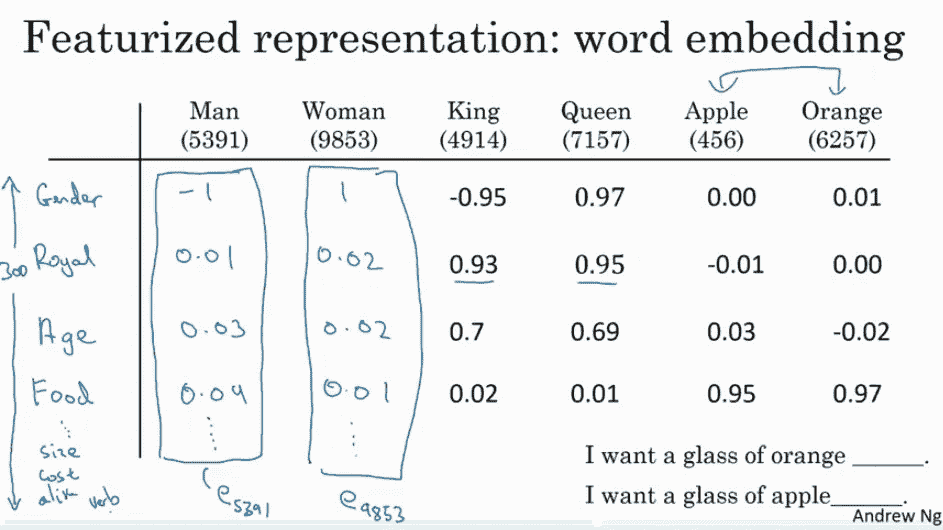 Featurized representation: word embedding
Man Woman King Queen Apple Orange
(5391) (9853) (4914) (7157) (456) (6257)
Gender -1 1 -0.95 0.97 0.00 0.01
300 Royal 0.01 0.02 0.93 0.95 -0.01 0.00
Age 0.03 0.02 0.7 0.69 0.03 -0.02
Food 0.04 0.01 0.02 0.01 0.95 0.97
size
cost
alive verb
e5391 e9853
I want a glass of orange ______.
I want a glass of apple______.
Andrew Ng